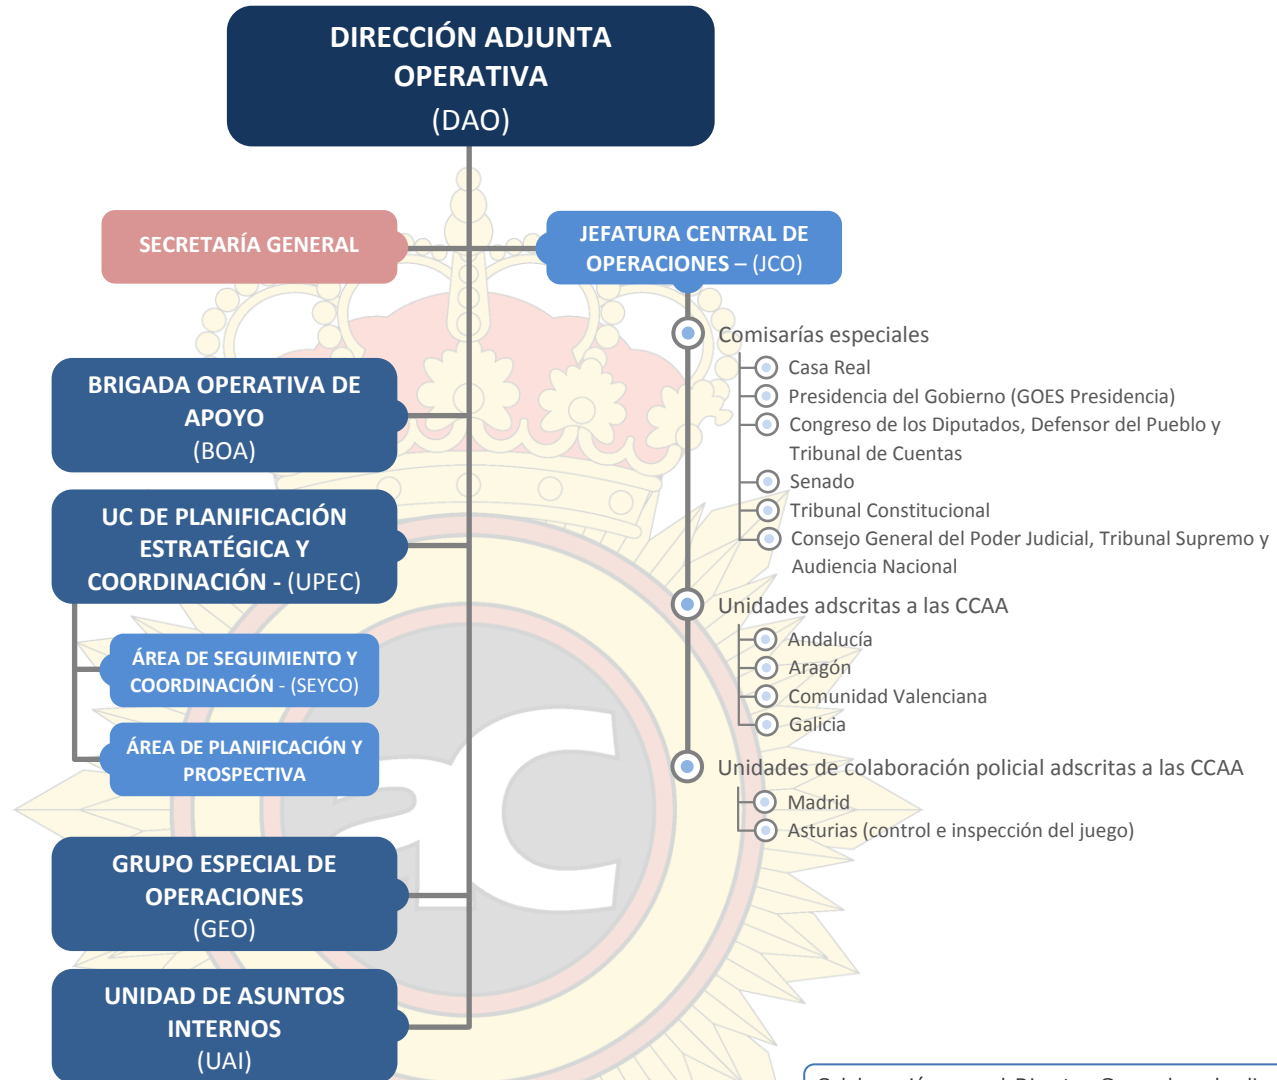 DIRECCIÓN ADJUNTA
OPERATIVA
(DAO)
SECRETARÍA GENERAL
JEFATURA CENTRAL DE
OPERACIONES – (JCO)
Comisarías especiales
Casa Real
Presidencia del Gobierno (GOES Presidencia)
Congreso de los Diputados, Defensor del Pueblo y
Tribunal de Cuentas
Senado
Tribunal Constitucional
Consejo General del Poder Judicial, Tribunal Supremo y
Audiencia Nacional
Unidades adscritas a las CCAA
Andalucía
Aragón
Comunidad Valenciana
Galicia
Unidades de colaboración policial adscritas a las CCAA
Madrid
Asturias (control e inspección del juego)
BRIGADA OPERATIVA DE
APOYO
(BOA)
UC DE PLANIFICACIÓN
ESTRATÉGICA Y
COORDINACIÓN - (UPEC)
ÁREA DE SEGUIMIENTO Y
COORDINACIÓN - (SEYCO)
ÁREA DE PLANIFICACIÓN Y
PROSPECTIVA
GRUPO ESPECIAL DE
OPERACIONES
(GEO)
UNIDAD DE ASUNTOS
INTERNOS
(UAI)
ac